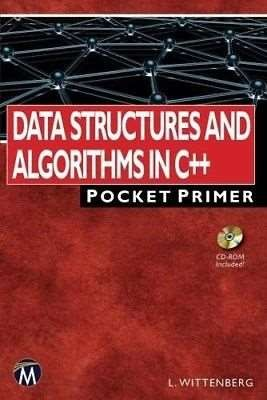 DATA STRUCTURES AND
ALGORITHMS IN C++
POCKET PRIMER
CD-ROM
Included!
M
L. WITTENBERG